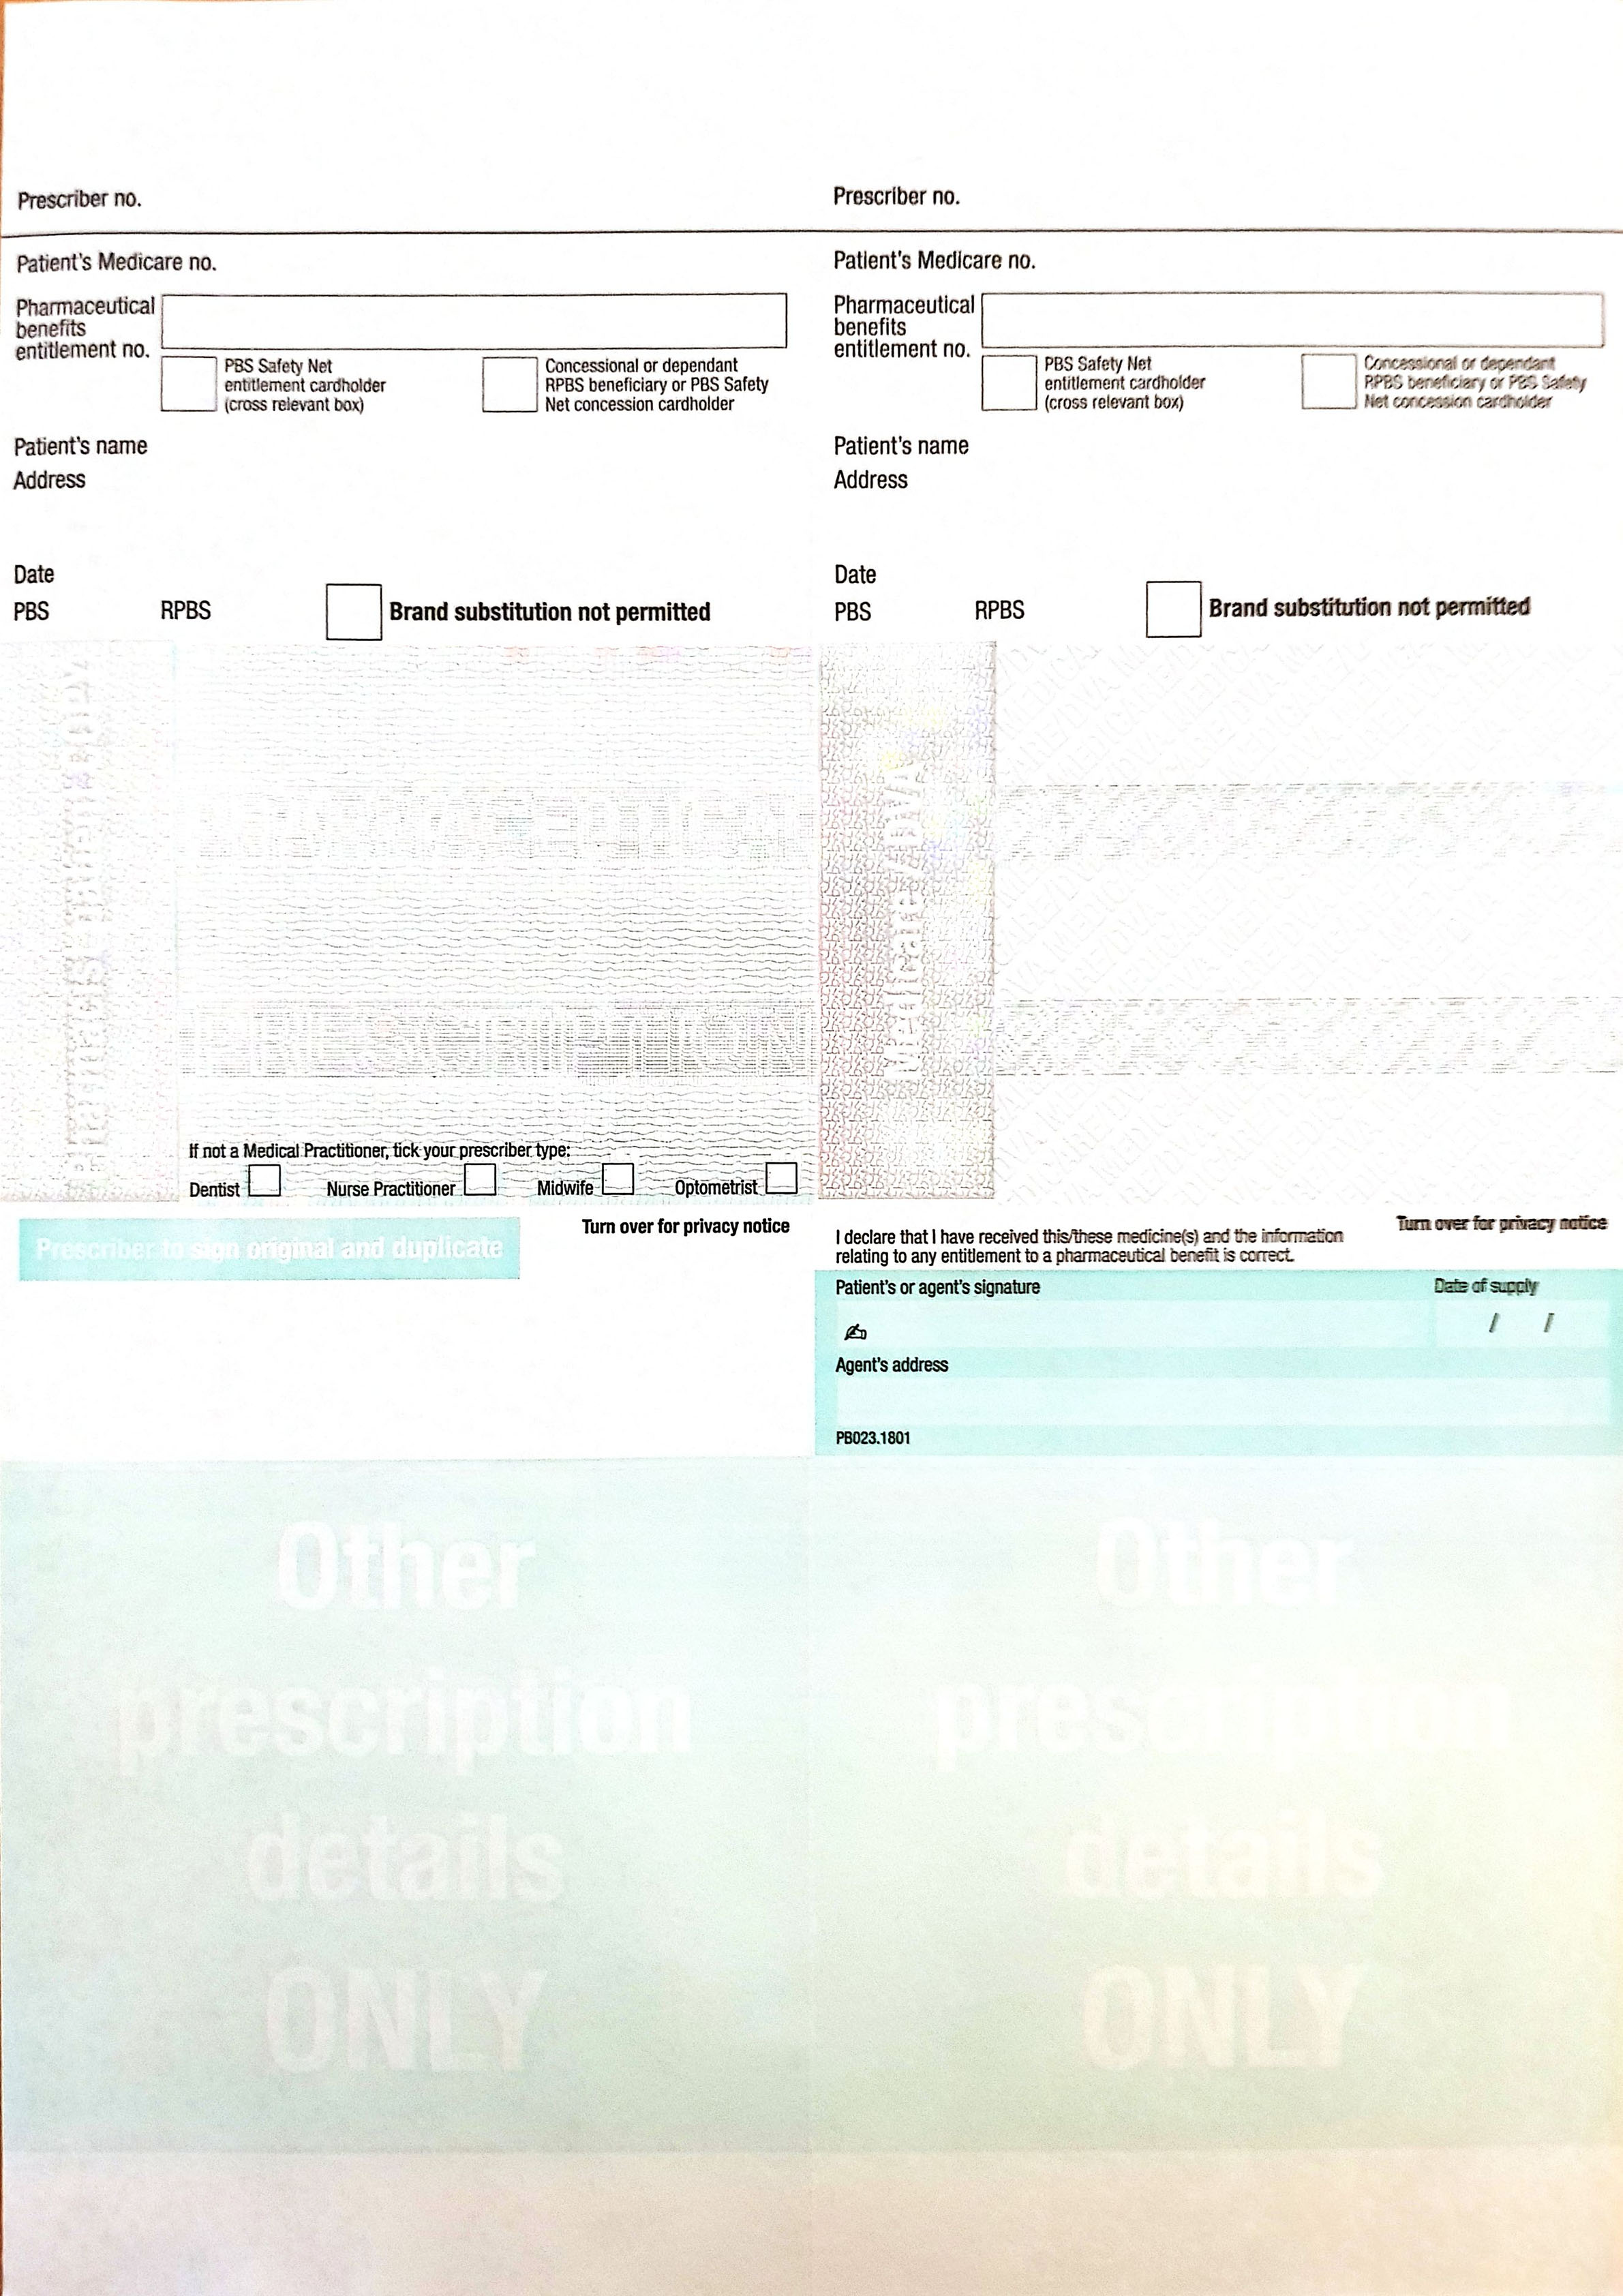 Prescriber no.
Patient's Medicare no.
Pharmaceutical
benefits
entitlement no.
PBS Safety Net
entitlement cardholder
(cross relevant box)
Concessional or dependant
RPBS beneficiary or PBS Safety
Net concession cardholder
Patient's name
Address
Date
PBS RPBS Brand substitution not permitted
PHARMACEUTICAL
PRESCRIPTION
If not a Medical Practitioner, tick your prescriber type:
Dentist Nurse Practitioner Midwife Optometrist
Prescriber to sign original and duplicate
Turn over for privacy notice
Other
prescription
details
ONLY
Prescriber no.
Patient's Medicare no.
Pharmaceutical
benefits
entitlement no.
PBS Safety Net
entitlement cardholder
(cross relevant box)
Concessional or dependant
RPBS beneficiary or PBS Safety
Net concession cardholder
Patient's name
Address
Date
PBS RPBS Brand substitution not permitted
Medicare/DVA
Turn over for privacy notice
I declare that I have received this/these medicine(s) and the information
relating to any entitlement to a pharmaceutical benefit is correct.
Patient's or agent's signature
Date of supply
/ /
Agent's address
PB023.1801
Other
prescription
details
ONLY